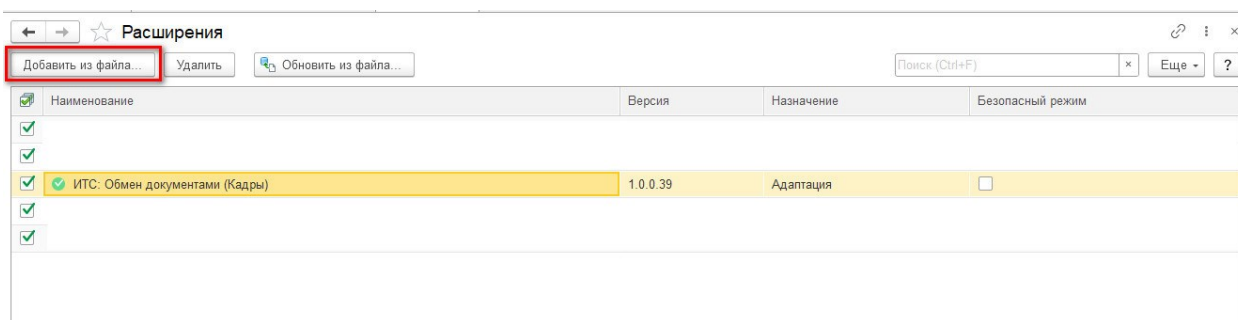 Расширения
Добавить из файла... Удалить Обновить из файла... Поиск (Ctrl+F) × Еще ?
Наименование Версия Назначение Безопасный режим
ИТС: Обмен документами (Кадры) 1.0.0.39 Адаптация